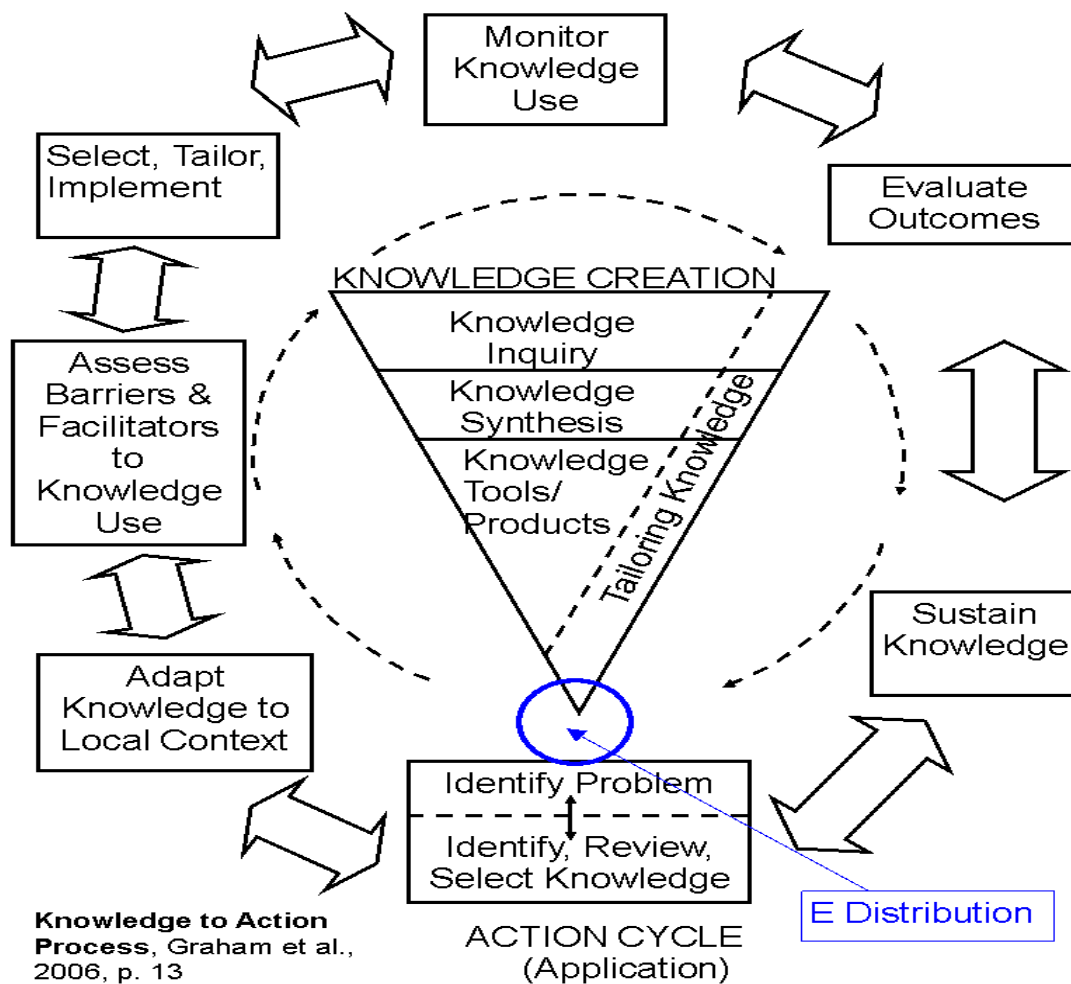 Monitor
Knowledge
Use
Select, Tailor,
Implement
Evaluate
Outcomes
KNOWLEDGE CREATION
Knowledge
Inquiry
Knowledge
Synthesis
Knowledge
Tools/
Products
Tailoring Knowledge
Assess
Barriers &
Facilitators
to
Knowledge
Use
Sustain
Knowledge
Adapt
Knowledge to
Local Context
Identify Problem
Identify, Review,
Select Knowledge
E Distribution
Knowledge to Action
Process, Graham et al.,
2006, p. 13
ACTION CYCLE
(Application)